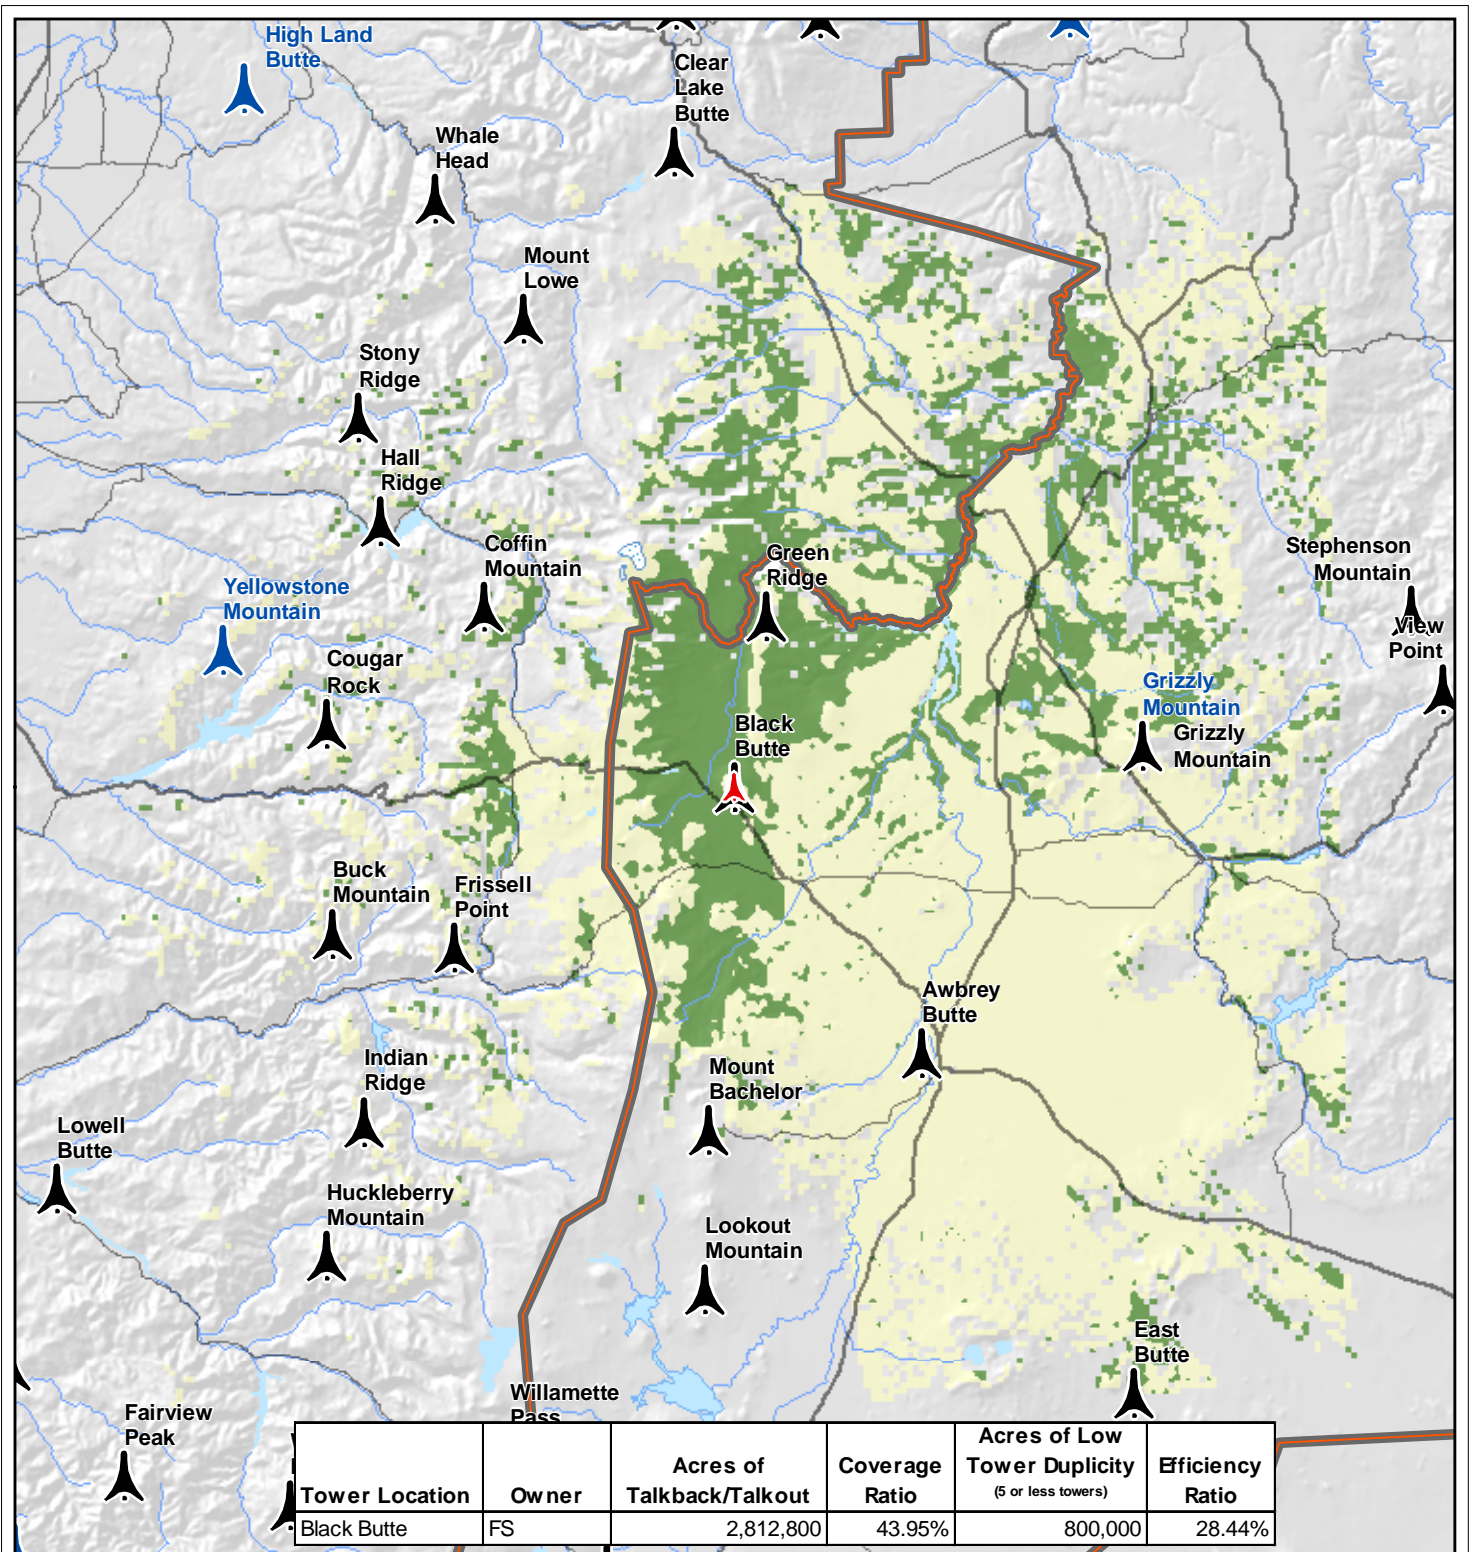 High Land
Butte
Clear
Lake
Butte
Whale
Head
Mount
Lowe
Stony
Ridge
Hall
Ridge
Coffin
Mountain
Green
Ridge
Stephenson
Mountain
View
Point
Yellowstone
Mountain
Cougar
Rock
Grizzly
Mountain
Grizzly
Mountain
Black
Butte
Buck
Mountain
Frissell
Point
Awbrey
Butte
Indian
Ridge
Mount
Bachelor
Lowell
Butte
Huckleberry
Mountain
Lookout
Mountain
East
Butte
Willamette
Pass
Fairview
Peak
Tower Location
Owner
Acres of
Talkback/Talkout
Coverage
Ratio
Acres of Low
Tower Duplicity
(5 or less towers)
Efficiency
Ratio
Black Butte FS 2,812,800 43.95% 800,000 28.44%